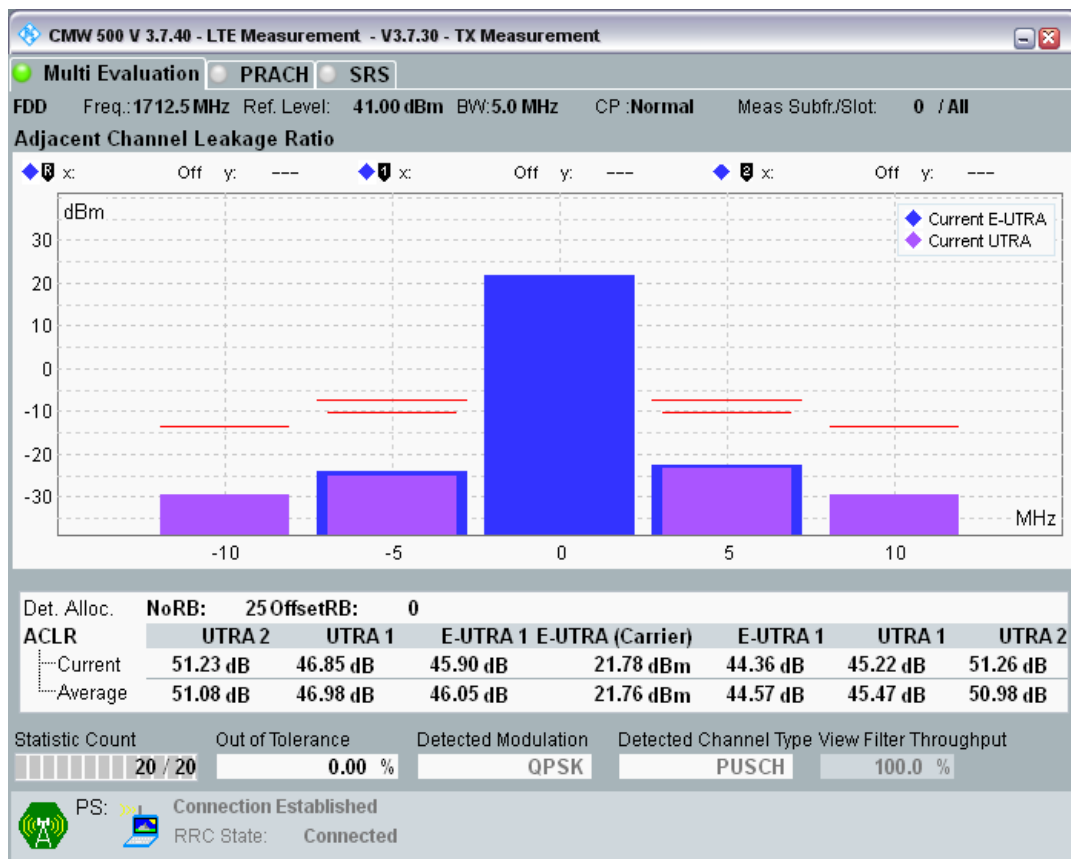 CMW 500 V 3.7.40 - LTE Measurement - V3.7.30 - TX Measurement
Multi Evaluation PRACH SRS
FDD Freq.:1712.5 MHz Ref. Level: 41.00 dBm BW:5.0 MHz CP :Normal Meas Subfr./Slot: 0 / All
Adjacent Channel Leakage Ratio
R x: Off y: --- 1 x: Off y: --- 2 x: Off y: ---
dBm
Current E-UTRA
Current UTRA
30
20
10
0
-10
-20
-30
MHz
-10 -5 0 5 10
Det. Alloc. NoRB: 25 OffsetRB: 0
ACLR UTRA 2 UTRA 1 E-UTRA 1 E-UTRA (Carrier) E-UTRA 1 UTRA 1 UTRA 2
Current 51.23 dB 46.85 dB 45.90 dB 21.78 dBm 44.36 dB 45.22 dB 51.26 dB
Average 51.08 dB 46.98 dB 46.05 dB 21.76 dBm 44.57 dB 45.47 dB 50.98 dB
Statistic Count Out of Tolerance Detected Modulation Detected Channel Type View Filter Throughput
20 / 20 0.00 % QPSK PUSCH 100.0 %
PS: Connection Established
RRC State: Connected